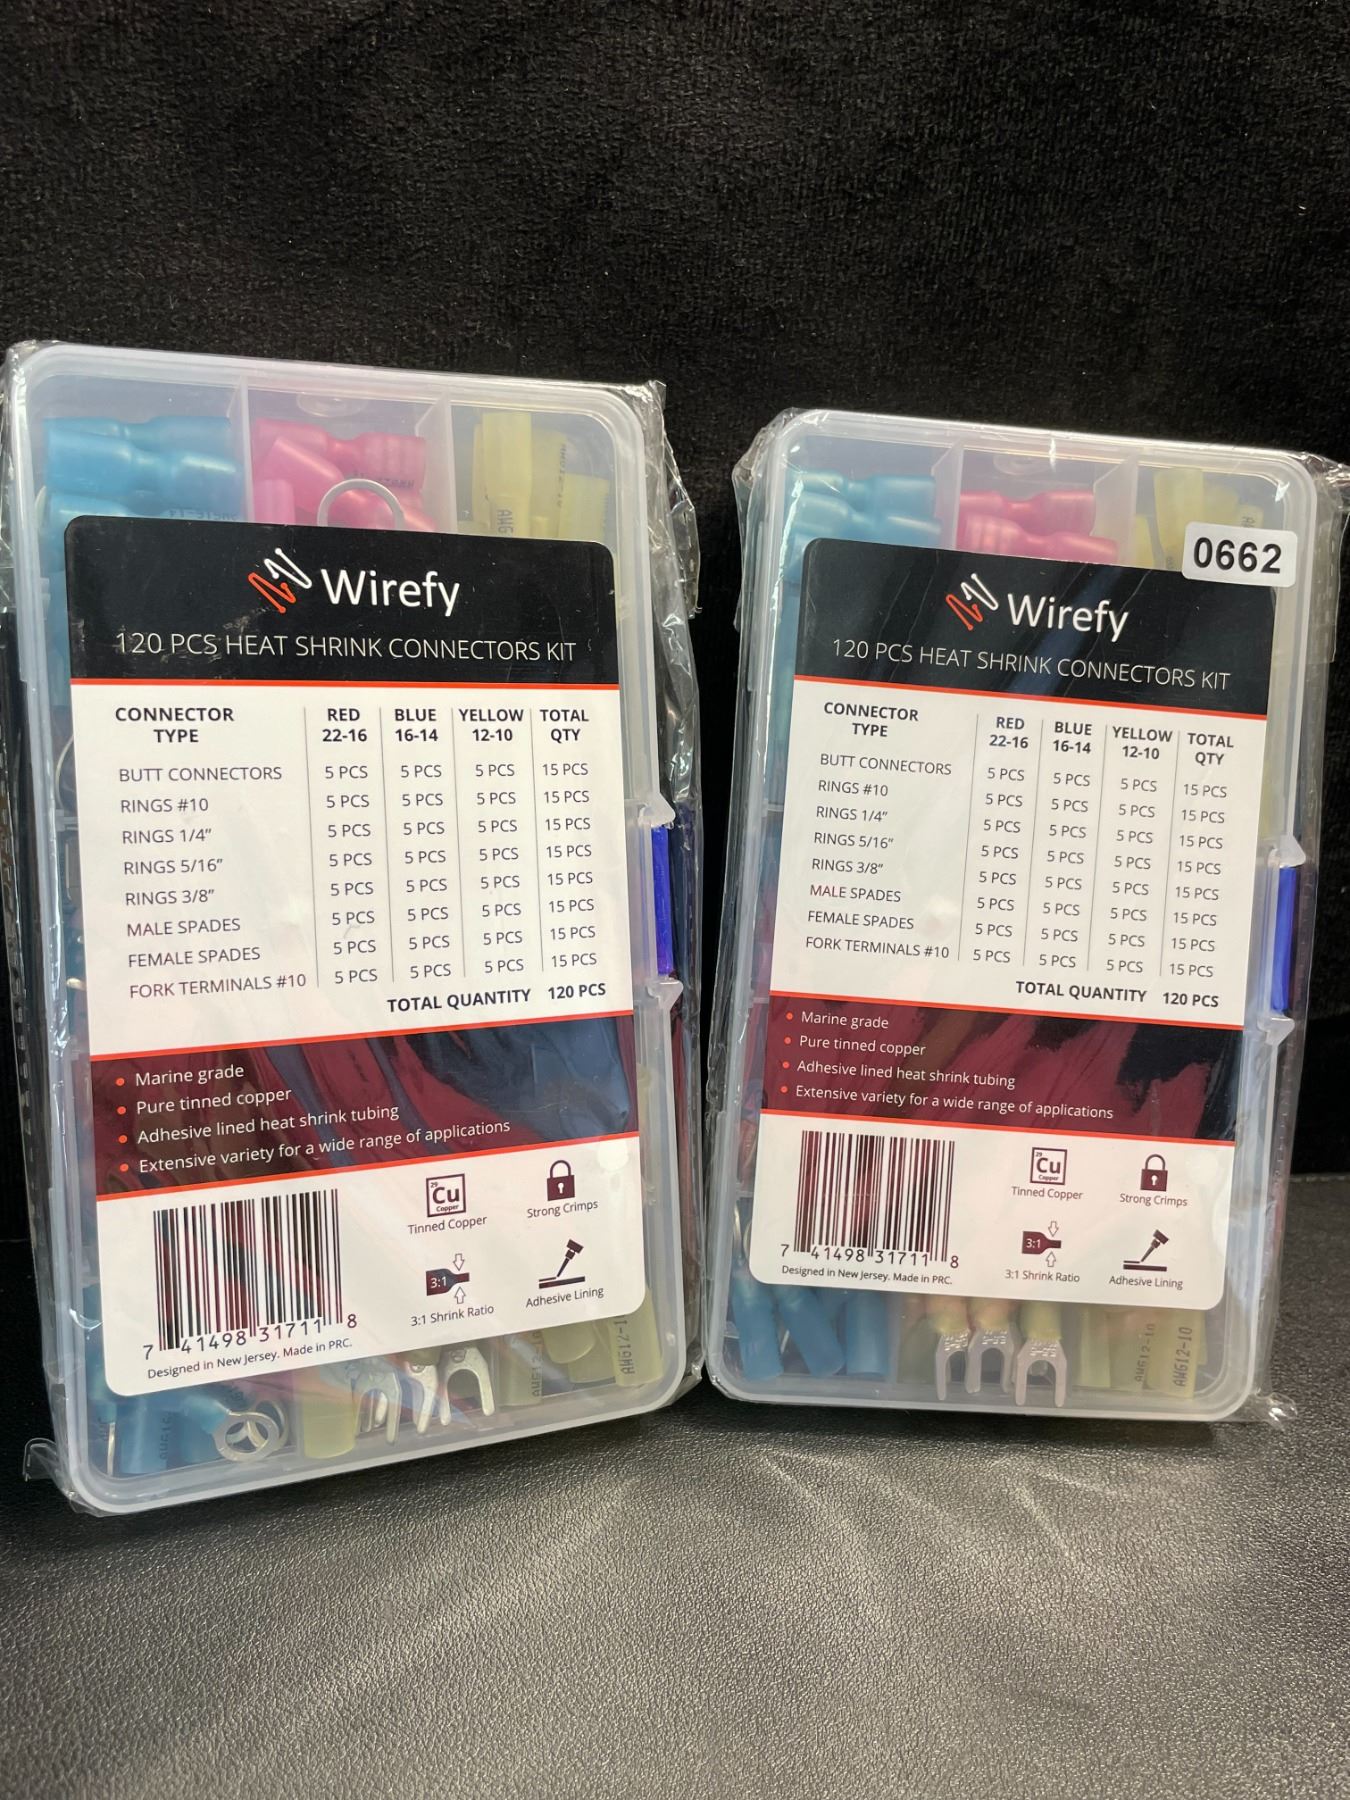 Wirefy
120 PCS HEAT SHRINK CONNECTORS KIT
CONNECTOR TYPE RED 22-16 BLUE 16-14 YELLOW 12-10 TOTAL QTY
BUTT CONNECTORS 5 PCS 5 PCS 5 PCS 15 PCS
RINGS #10 5 PCS 5 PCS 5 PCS 15 PCS
RINGS 1/4” 5 PCS 5 PCS 5 PCS 15 PCS
RINGS 5/16” 5 PCS 5 PCS 5 PCS 15 PCS
RINGS 3/8” 5 PCS 5 PCS 5 PCS 15 PCS
MALE SPADES 5 PCS 5 PCS 5 PCS 15 PCS
FEMALE SPADES 5 PCS 5 PCS 5 PCS 15 PCS
FORK TERMINALS #10 5 PCS 5 PCS 5 PCS 15 PCS
TOTAL QUANTITY 120 PCS
• Marine grade
• Pure tinned copper
• Adhesive lined heat shrink tubing
• Extensive variety for a wide range of applications
29
Cu
Copper
Tinned Copper
Strong Crimps
3:1
3:1 Shrink Ratio
Adhesive Lining
7 41498 31711 8
Designed in New Jersey. Made in PRC.
AWG12-1
0662
Wirefy
120 PCS HEAT SHRINK CONNECTORS KIT
CONNECTOR TYPE RED 22-16 BLUE 16-14 YELLOW 12-10 TOTAL QTY
BUTT CONNECTORS 5 PCS 5 PCS 5 PCS 15 PCS
RINGS #10 5 PCS 5 PCS 5 PCS 15 PCS
RINGS 1/4” 5 PCS 5 PCS 5 PCS 15 PCS
RINGS 5/16” 5 PCS 5 PCS 5 PCS 15 PCS
RINGS 3/8” 5 PCS 5 PCS 5 PCS 15 PCS
MALE SPADES 5 PCS 5 PCS 5 PCS 15 PCS
FEMALE SPADES 5 PCS 5 PCS 5 PCS 15 PCS
FORK TERMINALS #10 5 PCS 5 PCS 5 PCS 15 PCS
TOTAL QUANTITY 120 PCS
• Marine grade
• Pure tinned copper
• Adhesive lined heat shrink tubing
• Extensive variety for a wide range of applications
29
Cu
Copper
Tinned Copper
Strong Crimps
3:1
3:1 Shrink Ratio
Adhesive Lining
7 41498 31711 8
Designed in New Jersey. Made in PRC.
AWG12-10